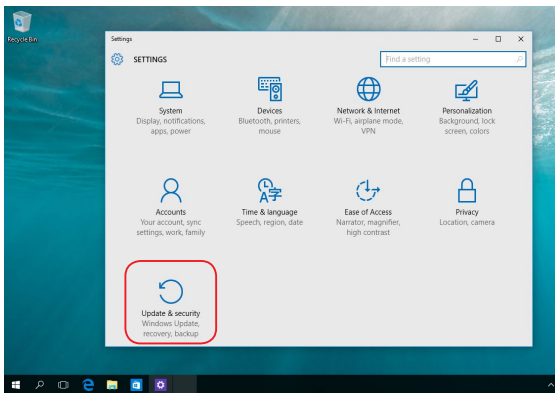 Recycle Bin
Settings
SETTINGS
Find a setting
System
Display, notifications,
apps, power
Devices
Bluetooth, printers,
mouse
Network & Internet
Wi-Fi, airplane mode,
VPN
Personalization
Background, lock
screen, colors
Accounts
Your account, sync
settings, work, family
Time & language
Speech, region, date
Ease of Access
Narrator, magnifier,
high contrast
Privacy
Location, camera
Update & security
Windows Update,
recovery, backup